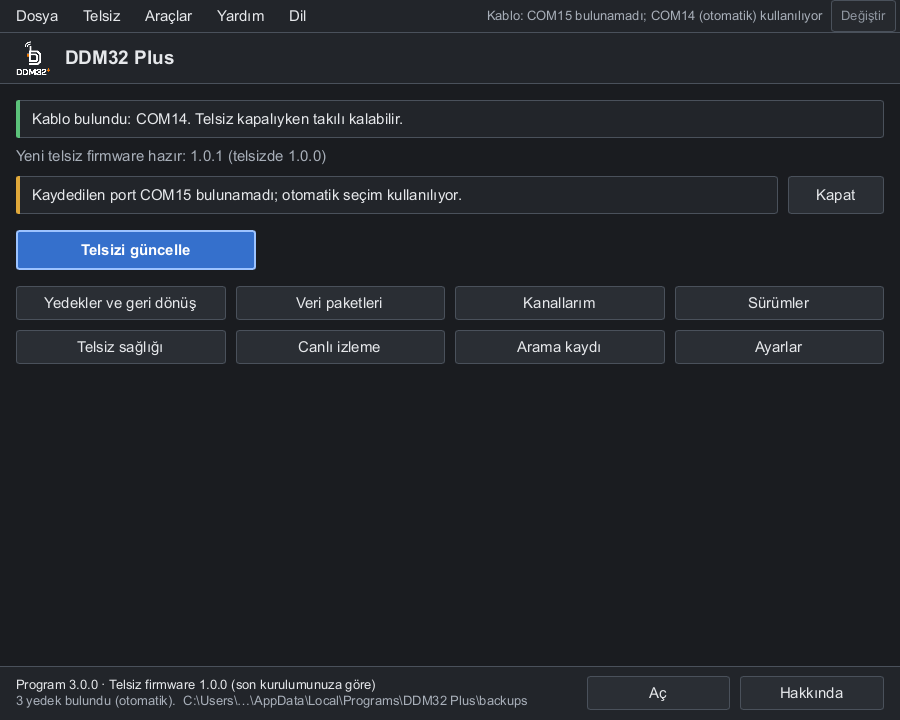 Dosya Telsiz Araçlar Yardım Dil Kablo: COM15 bulunamadı; COM14 (otomatik) kullanılıyor Değiştir
DDM32+ DDM32 Plus
Kablo bulundu: COM14. Telsiz kapalıyken takılı kalabilir.
Yeni telsiz firmware hazır: 1.0.1 (telsizde 1.0.0)
Kaydedilen port COM15 bulunamadı; otomatik seçim kullanılıyor. Kapat
Telsizi güncelle
Yedekler ve geri dönüş Veri paketleri Kanallarım Sürümler
Telsiz sağlığı Canlı izleme Arama kaydı Ayarlar
Program 3.0.0 · Telsiz firmware 1.0.0 (son kurulumunuza göre)
3 yedek bulundu (otomatik). C:\Users\...\AppData\Local\Programs\DDM32 Plus\backups
Aç Hakkında